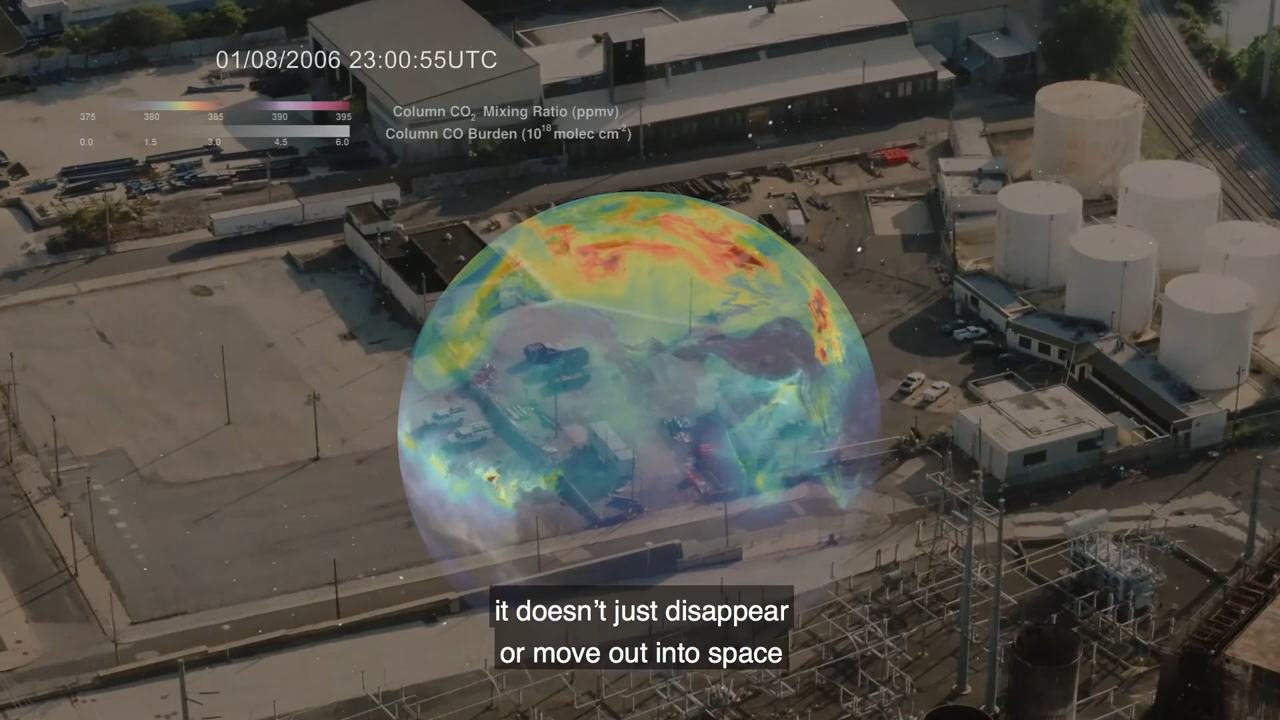 01/08/2006 23:00:55UTC
375 380 385 390 395 Column CO₂ Mixing Ratio (ppmv)
0.0 1.5 3.0 4.5 6.0 Column CO Burden (10¹⁸ molec cm⁻²)
it doesn’t just disappear
or move out into space